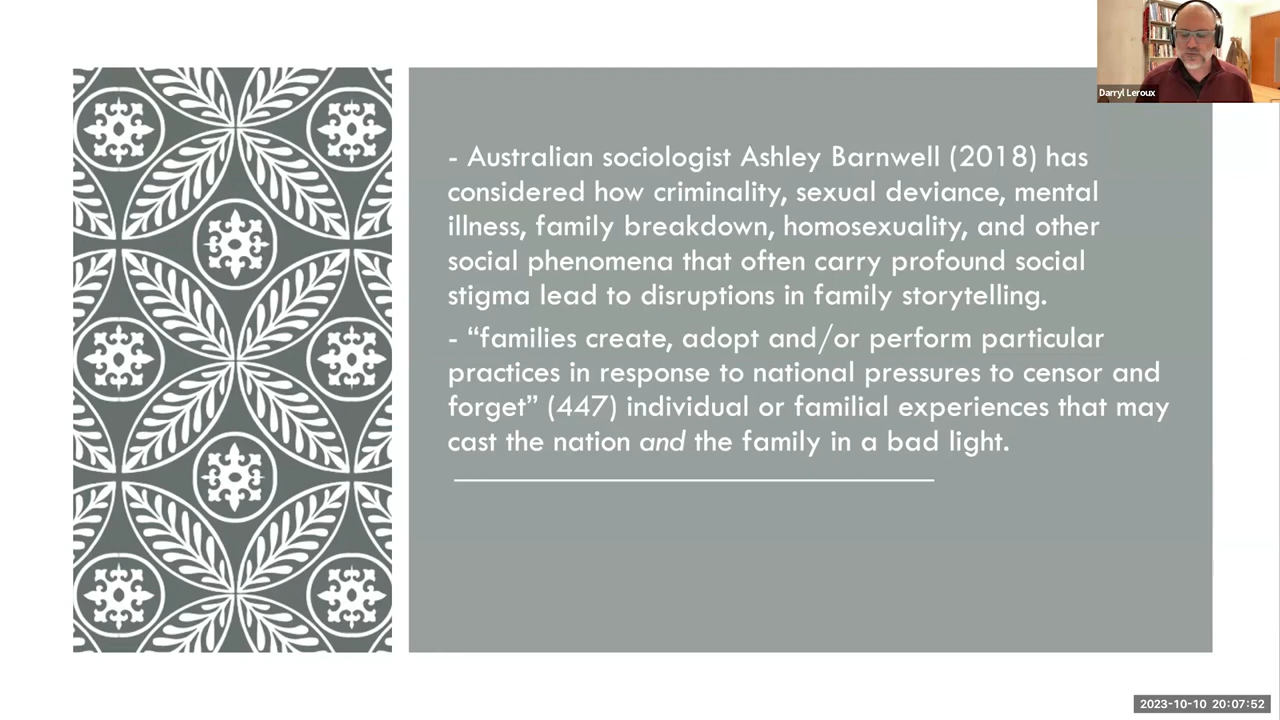 Darryl Leroux
- Australian sociologist Ashley Barnwell (2018) has
considered how criminality, sexual deviance, mental
illness, family breakdown, homosexuality, and other
social phenomena that often carry profound social
stigma lead to disruptions in family storytelling.
- “families create, adopt and/or perform particular
practices in response to national pressures to censor and
forget” (447) individual or familial experiences that may
cast the nation and the family in a bad light.
2023-10-10 20:07:52